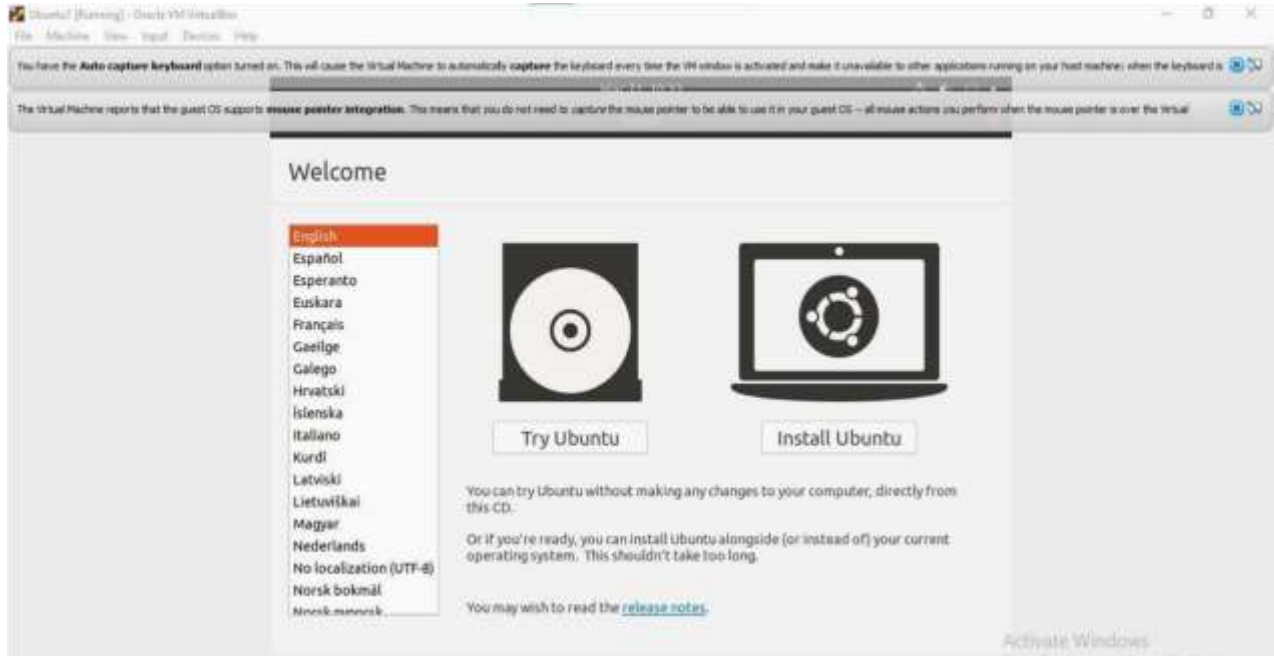 Ubuntu7 [Running] - Oracle VM VirtualBox
File Machine View Input Devices Help
You have the Auto capture keyboard option turned on. This will cause the Virtual Machine to automatically capture the keyboard every time the VM window is activated and make it unavailable to other applications running on your host machine: when the keyboard is
The Virtual Machine reports that the guest OS supports mouse pointer integration. This means that you do not need to capture the mouse pointer to be able to use it in your guest OS -- all mouse actions you perform when the mouse pointer is over the Virtual
Welcome
English
Español
Esperanto
Euskara
Français
Gaeilge
Galego
Hrvatski
Íslenska
Italiano
Kurdî
Latviski
Lietuviškai
Magyar
Nederlands
No localization (UTF-8)
Norsk bokmål
Norsk nynorsk
Try Ubuntu
Install Ubuntu
You can try Ubuntu without making any changes to your computer, directly from
this CD.
Or if you're ready, you can install Ubuntu alongside (or instead of) your current
operating system. This shouldn't take too long.
You may wish to read the release notes.
Activate Windows